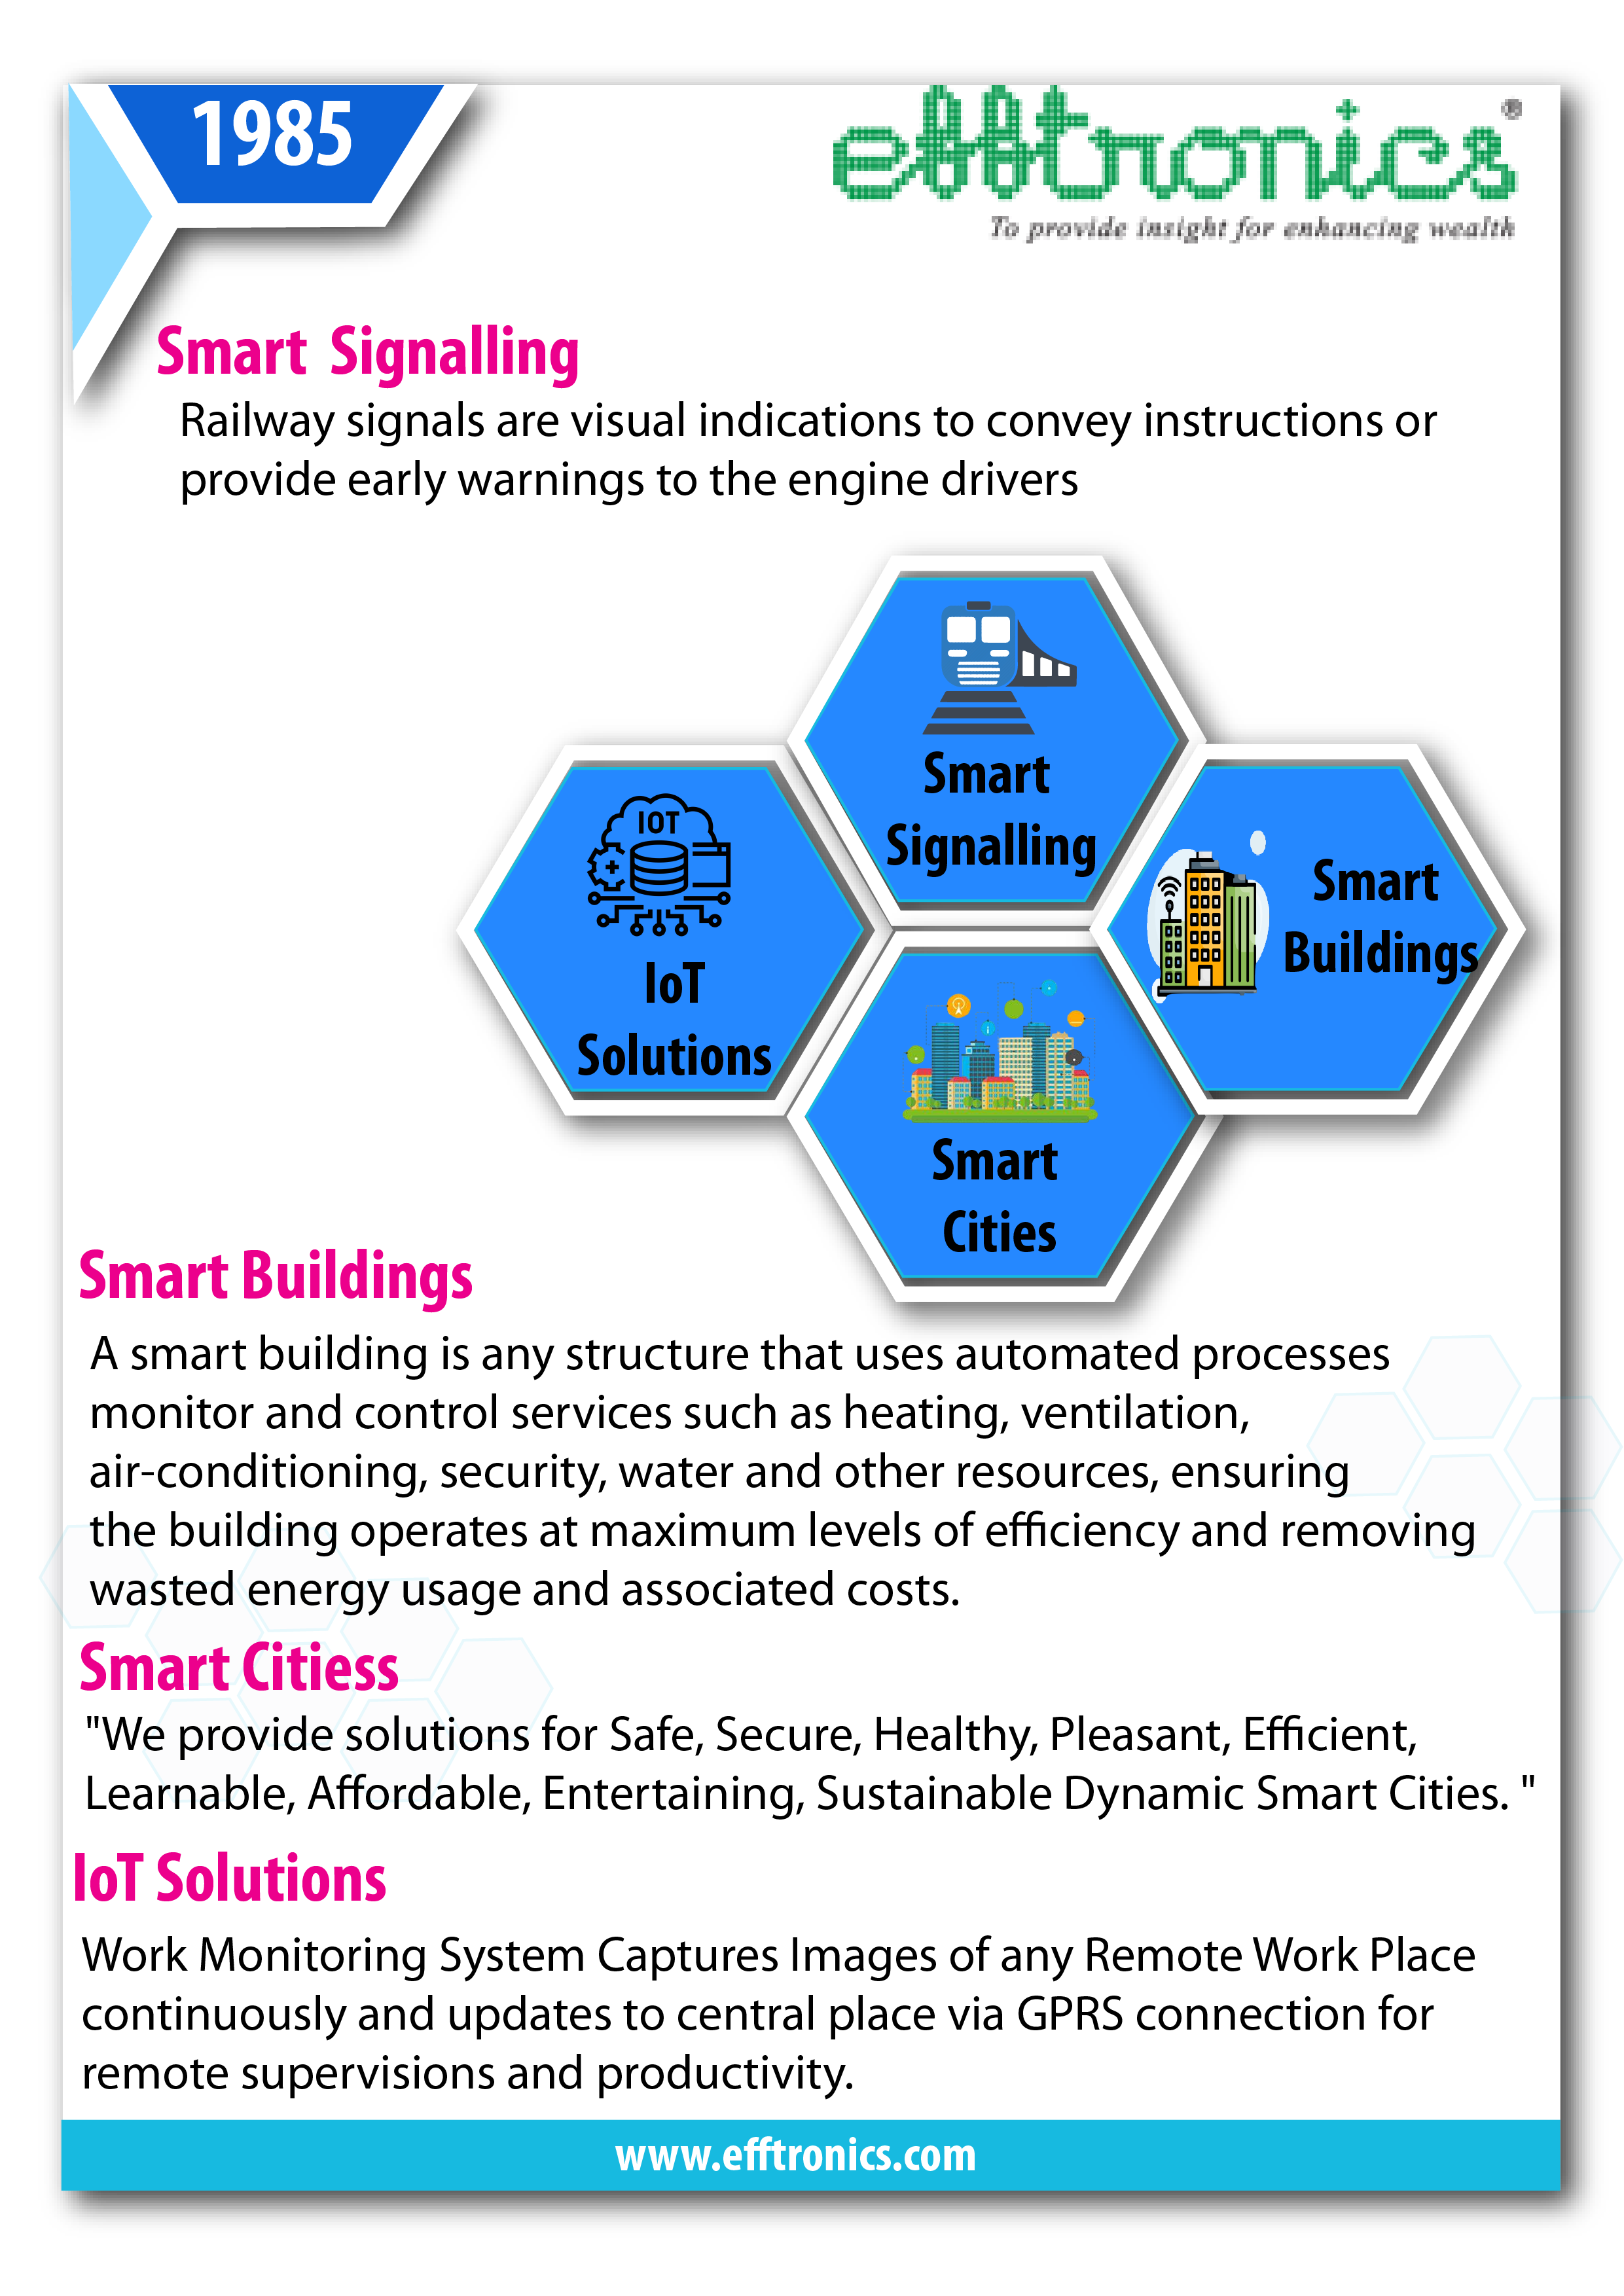 1985
efftronics®
To provide insight for enhancing wealth
Smart Signalling
Railway signals are visual indications to convey instructions or
provide early warnings to the engine drivers
Smart
Signalling
IOT
IoT
Solutions
Smart
Buildings
Smart
Cities
Smart Buildings
A smart building is any structure that uses automated processes
monitor and control services such as heating, ventilation,
air-conditioning, security, water and other resources, ensuring
the building operates at maximum levels of efficiency and removing
wasted energy usage and associated costs.
Smart Citiess
"We provide solutions for Safe, Secure, Healthy, Pleasant, Efficient,
Learnable, Affordable, Entertaining, Sustainable Dynamic Smart Cities. "
IoT Solutions
Work Monitoring System Captures Images of any Remote Work Place
continuously and updates to central place via GPRS connection for
remote supervisions and productivity.
www.efftronics.com